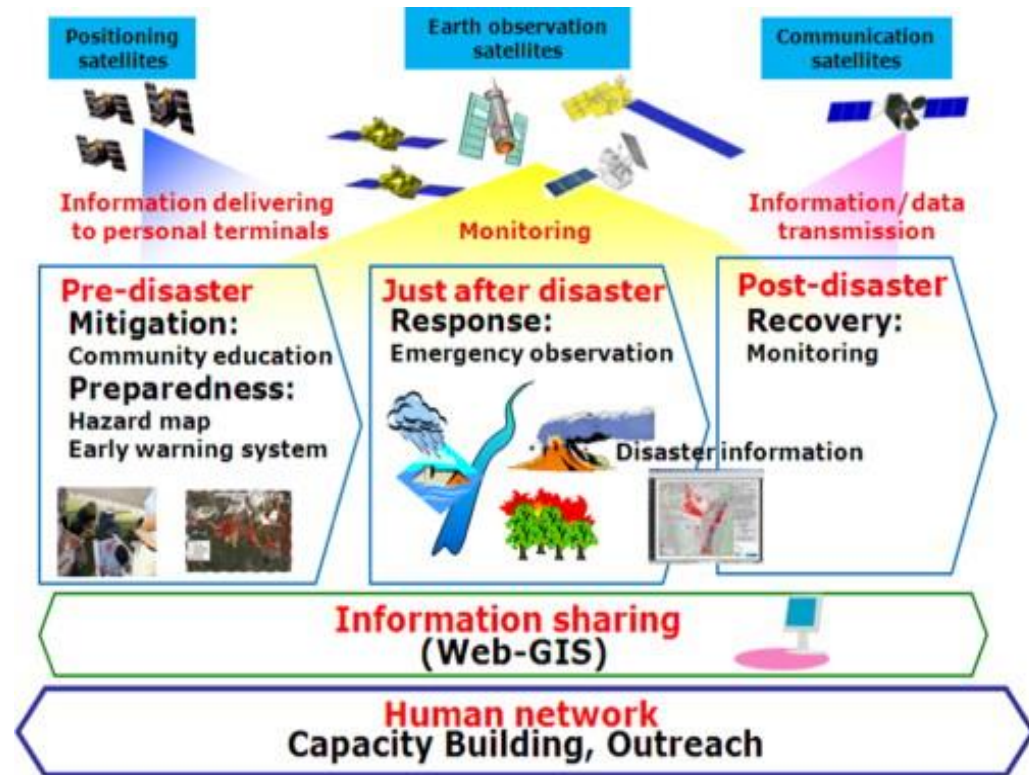 Positioning
satellites
Earth observation
satellites
Communication
satellites
Information delivering
to personal terminals
Monitoring
Information/data
transmission
Pre-disaster
Mitigation:
Community education
Preparedness:
Hazard map
Early warning system
Just after disaster
Response:
Emergency observation
Disaster information
Post-disaster
Recovery:
Monitoring
Information sharing
(Web-GIS)
Human network
Capacity Building, Outreach